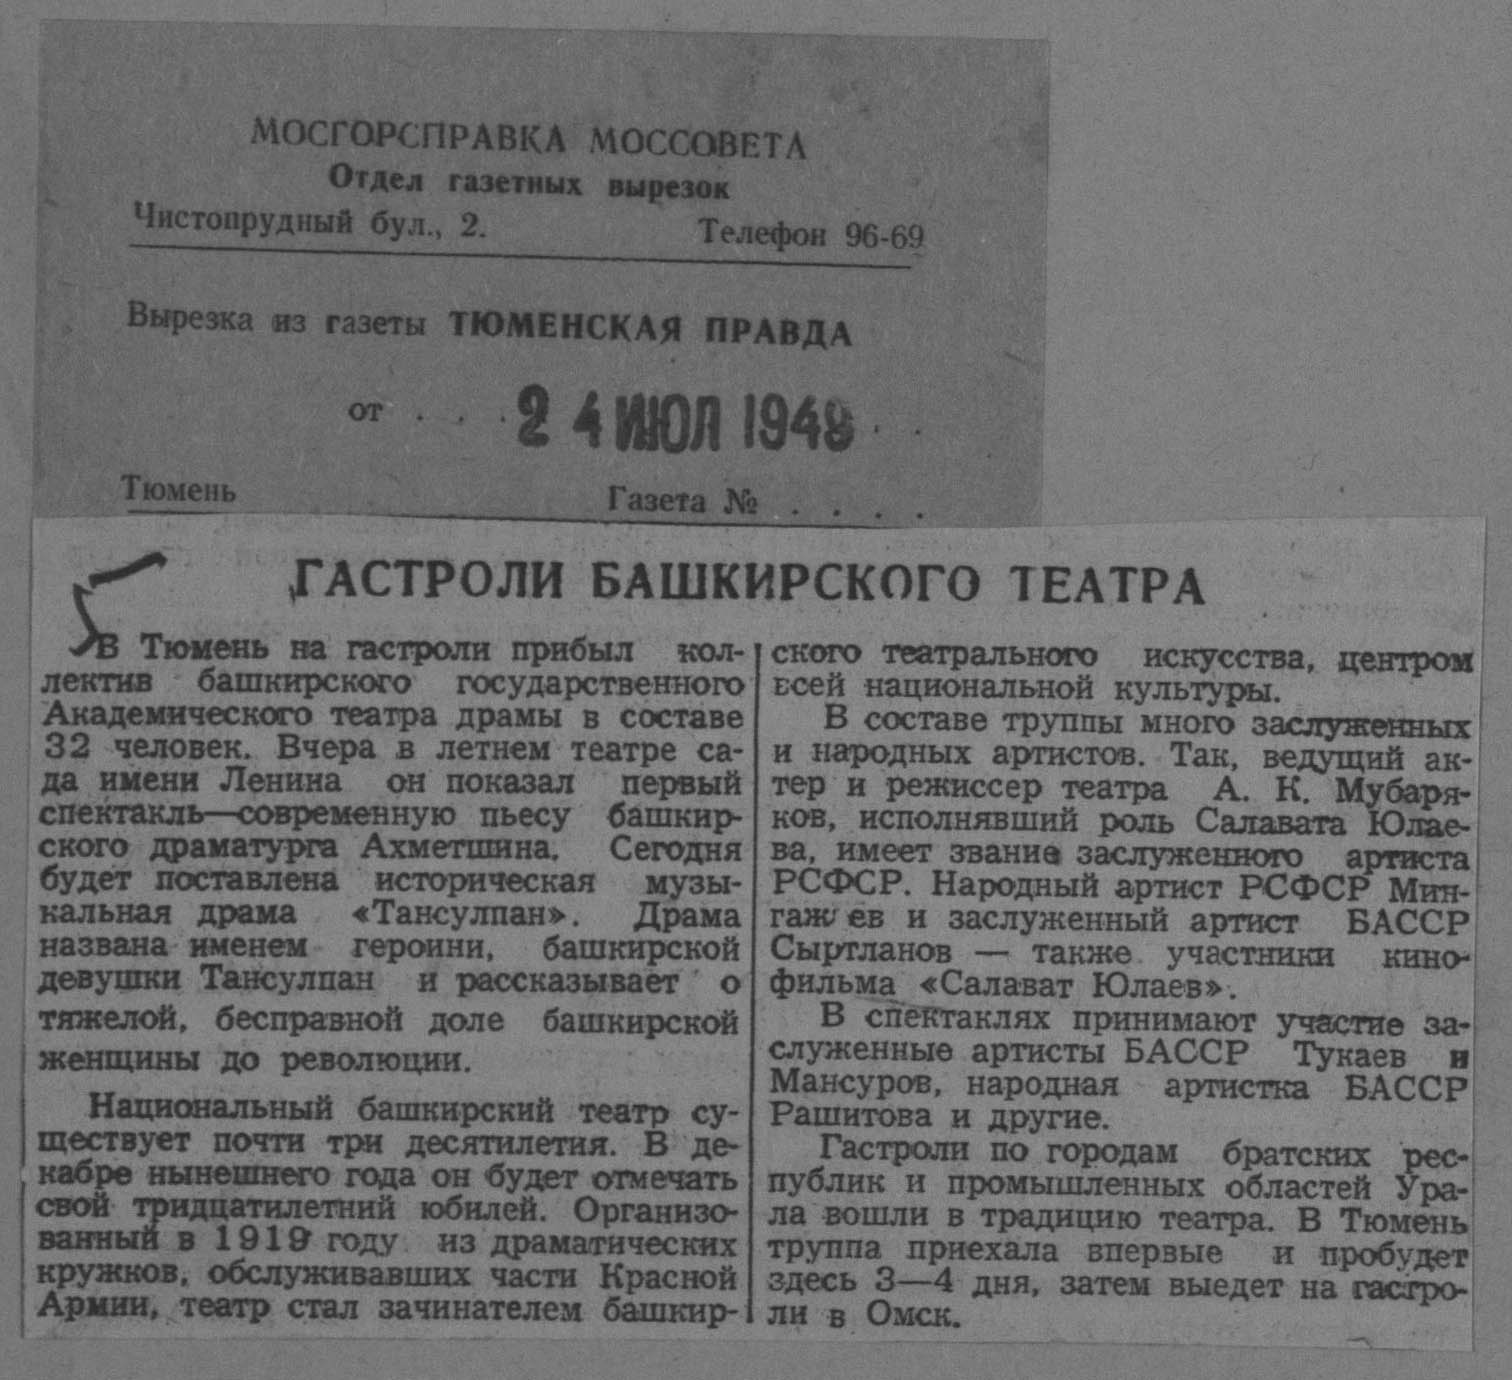 МОСГОРСПРАВКА МОССОВЕТА
Отдел газетных вырезок
Чистопрудный бул., 2. Телефон 96-69
Вырезка из газеты ТЮМЕНСКАЯ ПРАВДА
от . . . 24 ИЮЛ 1949 . .
Тюмень Газета № . . . .
ГАСТРОЛИ БАШКИРСКОГО ТЕАТРА
В Тюмень на гастроли прибыл кол-
лектив башкирского государственного
Академического театра драмы в составе
32 человек. Вчера в летнем театре са-
да имени Ленина он показал первый
спектакль—современную пьесу башкир-
ского драматурга Ахметшина. Сегодня
будет поставлена историческая музы-
кальная драма «Тансулпан». Драма
названа именем героини, башкирской
девушки Тансулпан и рассказывает о
тяжелой, бесправной доле башкирской
женщины до революции.
Национальный башкирский театр су-
ществует почти три десятилетия. В де-
кабре нынешнего года он будет отмечать
свой тридцатилетний юбилей. Организо-
ванный в 1919 году из драматических
кружков, обслуживавших части Красной
Армии, театр стал зачинателем башкир-
ского театрального искусства, центром
всей национальной культуры.
В составе труппы много заслуженных
и народных артистов. Так, ведущий ак-
тер и режиссер театра А. К. Мубаря-
ков, исполнявший роль Салавата Юлае-
ва, имеет звание заслуженного артиста
РСФСР. Народный артист РСФСР Мин-
гажев и заслуженный артист БАССР
Сыртланов — также участники кино-
фильма «Салават Юлаев».
В спектаклях принимают участие за-
служенные артисты БАССР Тукаев и
Мансуров, народная артистка БАССР
Рашитова и другие.
Гастроли по городам братских рес-
публик и промышленных областей Ура-
ла вошли в традицию театра. В Тюмень
труппа приехала впервые и пробудет
здесь 3—4 дня, затем выедет на гастро-
ли в Омск.